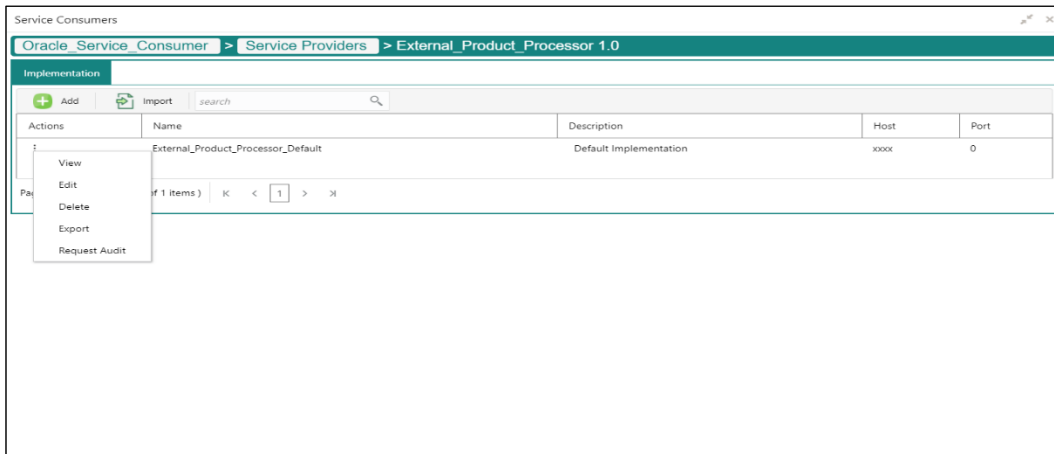 Service Consumers
Oracle_Service_Consumer > Service Providers > External_Product_Processor 1.0
Implementation
Add Import search
Actions Name Description Host Port
External_Product_Processor_Default Default Implementation xxxx 0
View
Edit
Delete
Export
Request Audit
of 1 items ) K < 1 > >|